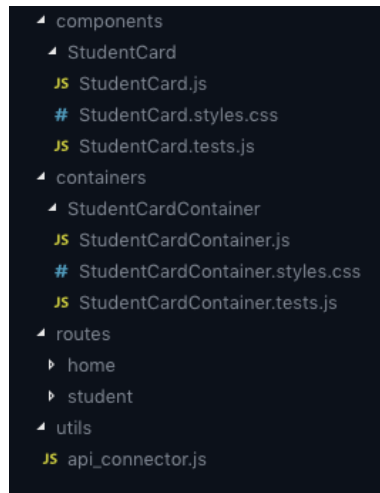 components
StudentCard
JS StudentCard.js
# StudentCard.styles.css
JS StudentCard.tests.js
containers
StudentCardContainer
JS StudentCardContainer.js
# StudentCardContainer.styles.css
JS StudentCardContainer.tests.js
routes
home
student
utils
JS api_connector.js